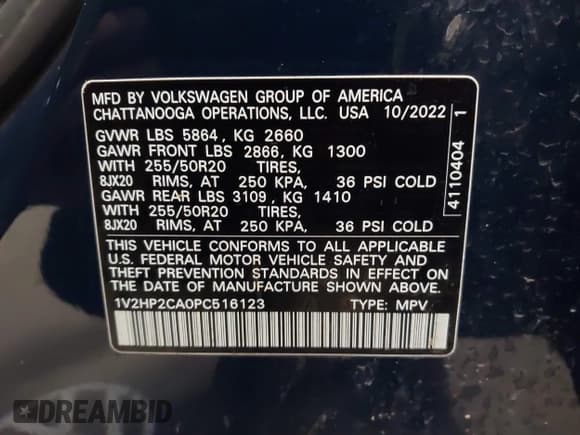 MFD BY VOLKSWAGEN GROUP OF AMERICA
CHATTANOOGA OPERATIONS, LLC. USA 10/2022
GVWR LBS 5864, KG 2660
GAWR FRONT LBS 2866, KG 1300
WITH 255/50R20 TIRES,
8JX20 RIMS, AT 250 KPA, 36 PSI COLD
GAWR REAR LBS 3109, KG 1410
WITH 255/50R20 TIRES,
8JX20 RIMS, AT 250 KPA, 36 PSI COLD
THIS VEHICLE CONFORMS TO ALL APPLICABLE
U.S. FEDERAL MOTOR VEHICLE SAFETY AND
THEFT PREVENTION STANDARDS IN EFFECT ON
THE DATE OF MANUFACTURE SHOWN ABOVE.
1V2HP2CA0PC516123 TYPE: MPV
4110404 1
DREAMBID